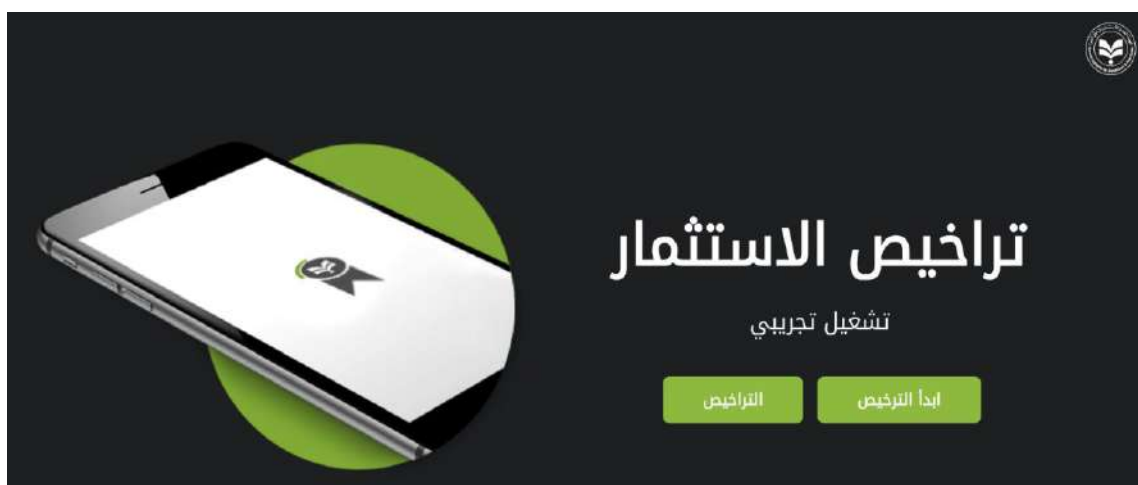 تراخيص الاستثمار
تشغيل تجريبي
ابدأ الترخيص
التراخيص